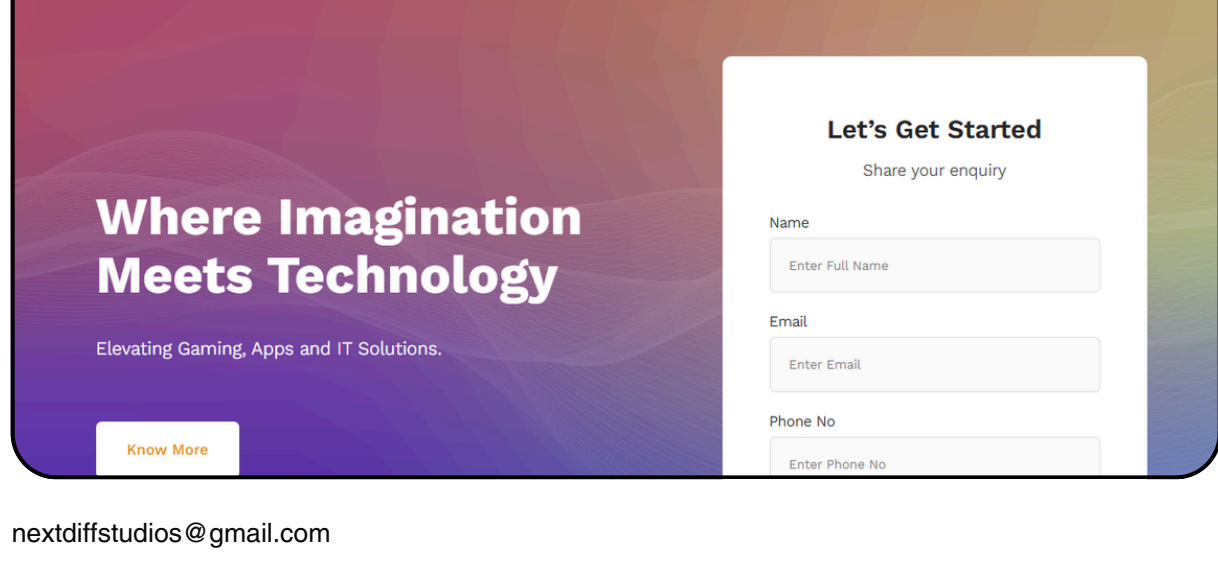 Where Imagination
Meets Technology
Elevating Gaming, Apps and IT Solutions.
Know More
Let’s Get Started
Share your enquiry
Name
Enter Full Name
Email
Enter Email
Phone No
Enter Phone No
nextdiffstudios@gmail.com